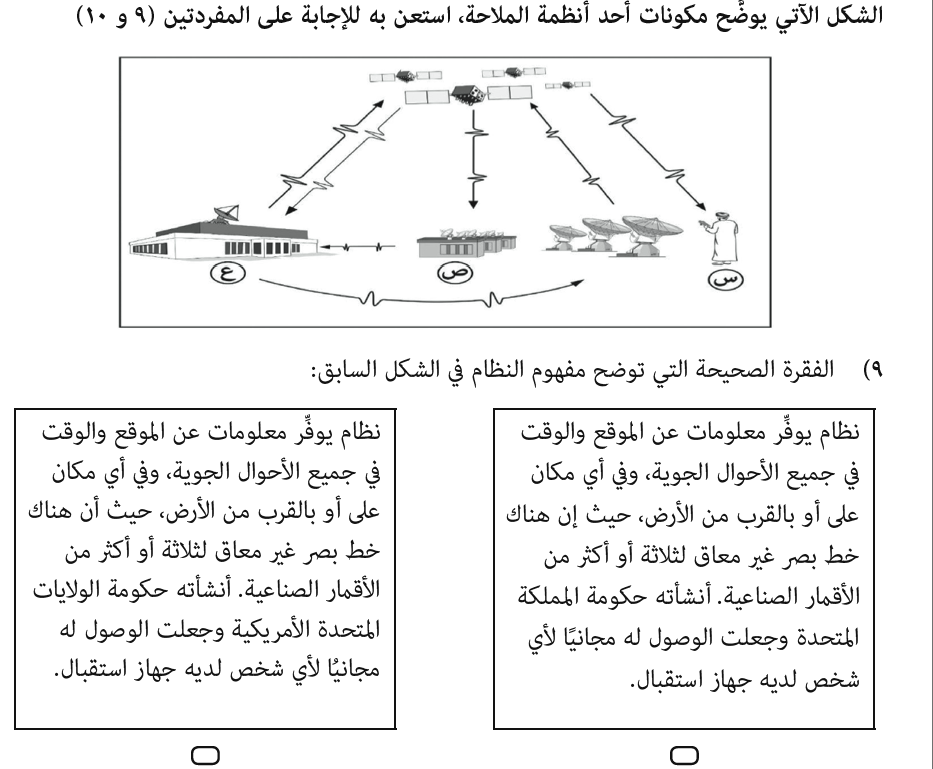 الشكل الآتي يوضَّح مكونات أحد أنظمة الملاحة، استعن به للإجابة على المفردتين (٩ و ١٠)
ع
ص
س
٩) الفقرة الصحيحة التي توضح مفهوم النظام في الشكل السابق:
نظام يوفِّر معلومات عن الموقع والوقت
في جميع الأحوال الجوية، وفي أي مكان
على أو بالقرب من الأرض، حيث إن هناك
خط بصر غير معاق لثلاثة أو أكثر من
الأقمار الصناعية. أنشأته حكومة المملكة
المتحدة وجعلت الوصول له مجانيًا لأي
شخص لديه جهاز استقبال.
نظام يوفِّر معلومات عن الموقع والوقت
في جميع الأحوال الجوية، وفي أي مكان
على أو بالقرب من الأرض، حيث أن هناك
خط بصر غير معاق لثلاثة أو أكثر من
الأقمار الصناعية. أنشأته حكومة الولايات
المتحدة الأمريكية وجعلت الوصول له
مجانيُا لأي شخص لديه جهاز استقبال.